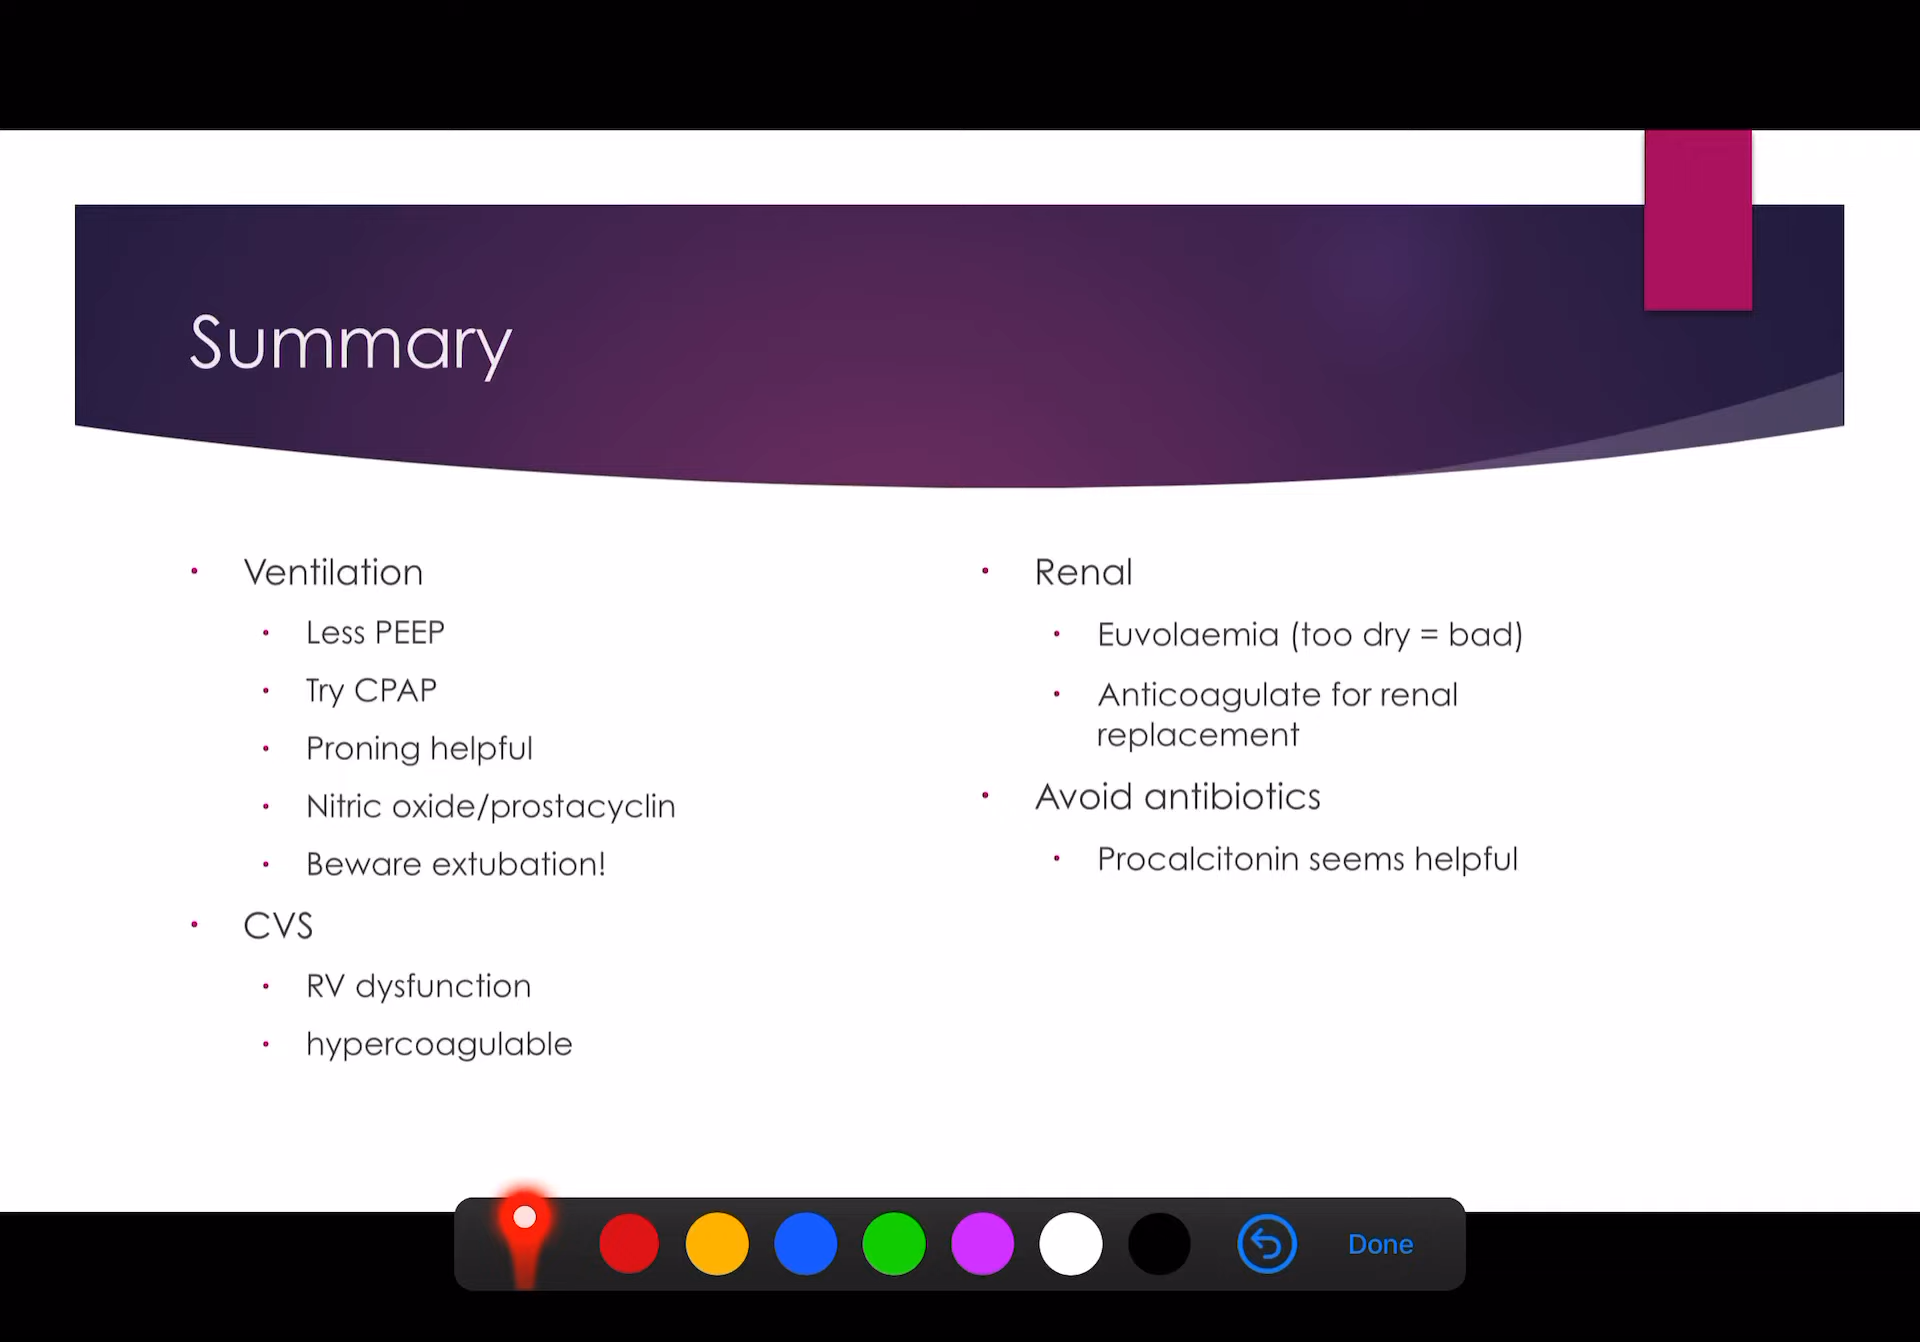 Summary
Ventilation
Less PEEP
Try CPAP
Proning helpful
Nitric oxide/prostacyclin
Beware extubation!
CVS
RV dysfunction
hypercoagulable
Renal
Euvolaemia (too dry = bad)
Anticoagulate for renal
replacement
Avoid antibiotics
Procalcitonin seems helpful
Done